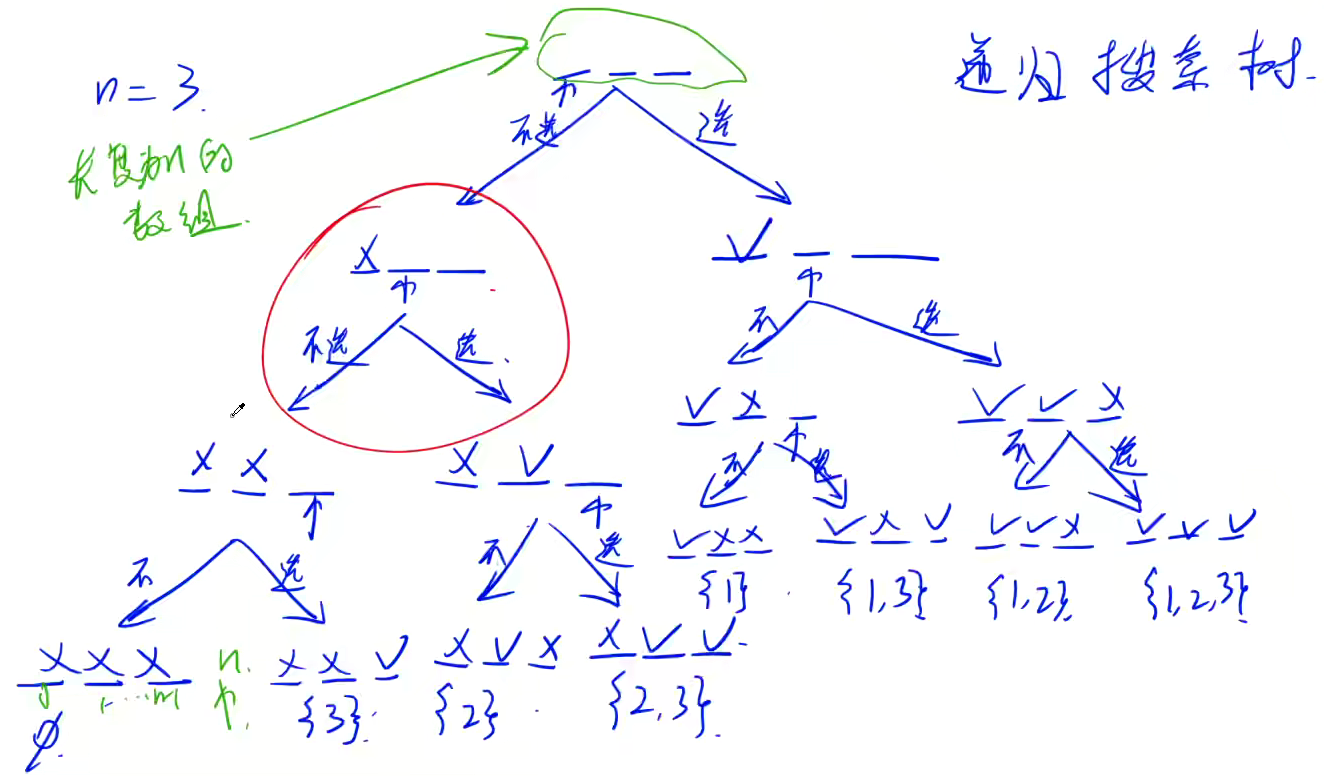 递归搜索树.
n = 3.
长度为n的
数组.
不选 选
X _ _
V _ _
不选 选.
不 选
V X _
V V X
X X _
X V _
不 选
不 选
不 选
不 选
V X X
V X V
V V X
V V V
{1}.
{1,3}
{1,2}.
{1,2,3}
X X X
n.
X X V
X V X
X V V.
φ.
{3}.
{2}.
{2,3}.